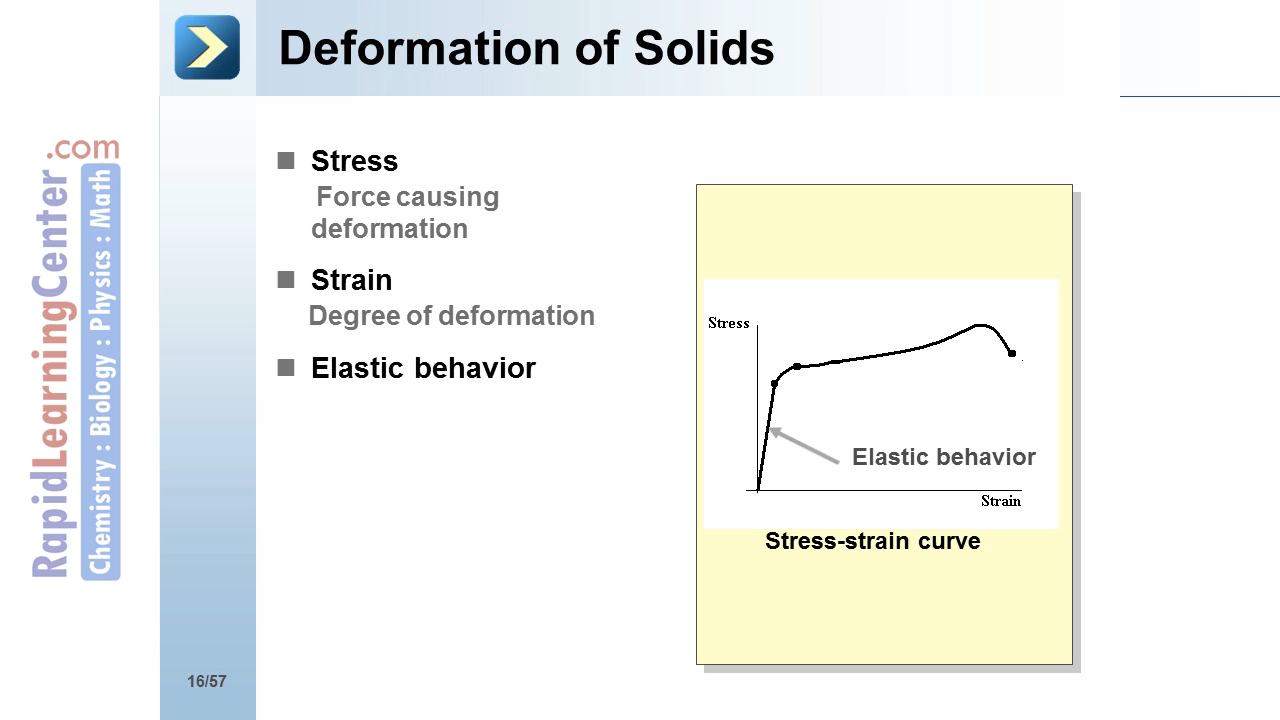 Deformation of Solids
.com
RapidLearningCenter
Chemistry : Biology : Physics : Math
Stress
Force causing
deformation
Strain
Degree of deformation
Elastic behavior
Stress
Elastic behavior
Strain
Stress-strain curve
16/57